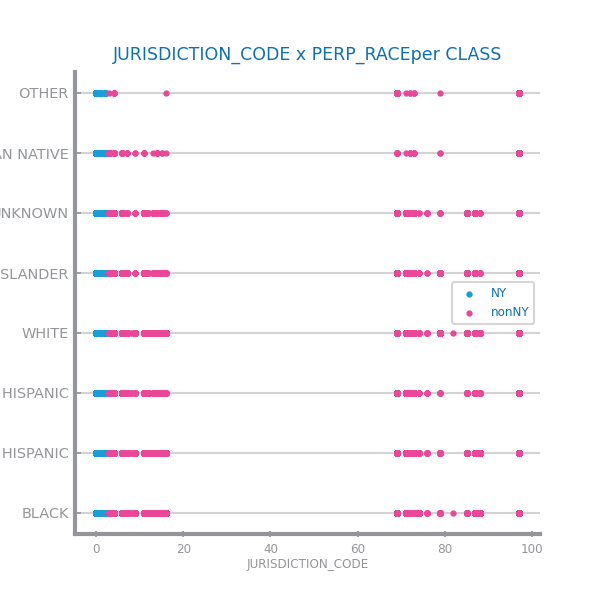 JURISDICTION_CODE x PERP_RACEper CLASS
OTHER
AN NATIVE
UNKNOWN
SLANDER
NY
nonNY
WHITE
HISPANIC
HISPANIC
BLACK
0 20 40 60 80 100
JURISDICTION_CODE